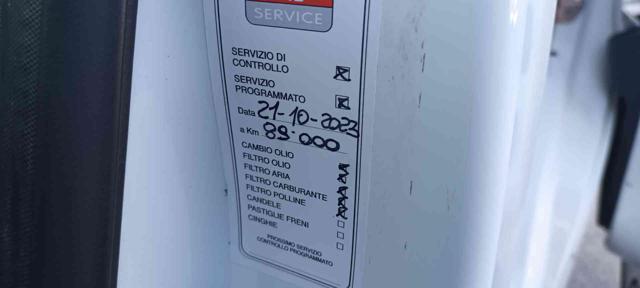 SERVICE
SERVIZIO DI
CONTROLLO
SERVIZIO
PROGRAMMATO
Data 21-10-2023
a Km 89.000
CAMBIO OLIO
FILTRO OLIO
FILTRO ARIA
FILTRO CARBURANTE
FILTRO POLLINE
CANDELE
PASTIGLIE FRENI
CINGHIE
PROSSIMO SERVIZIO
CONTROLLO PROGRAMMATO